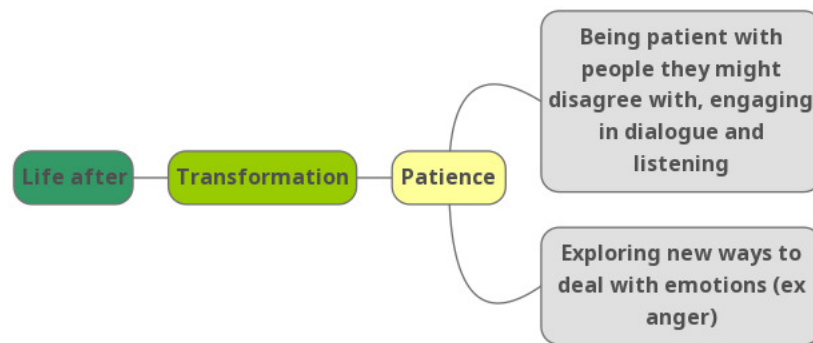 Life after
Transformation
Patience
Being patient with
people they might
disagree with, engaging
in dialogue and
listening
Exploring new ways to
deal with emotions (ex
anger)